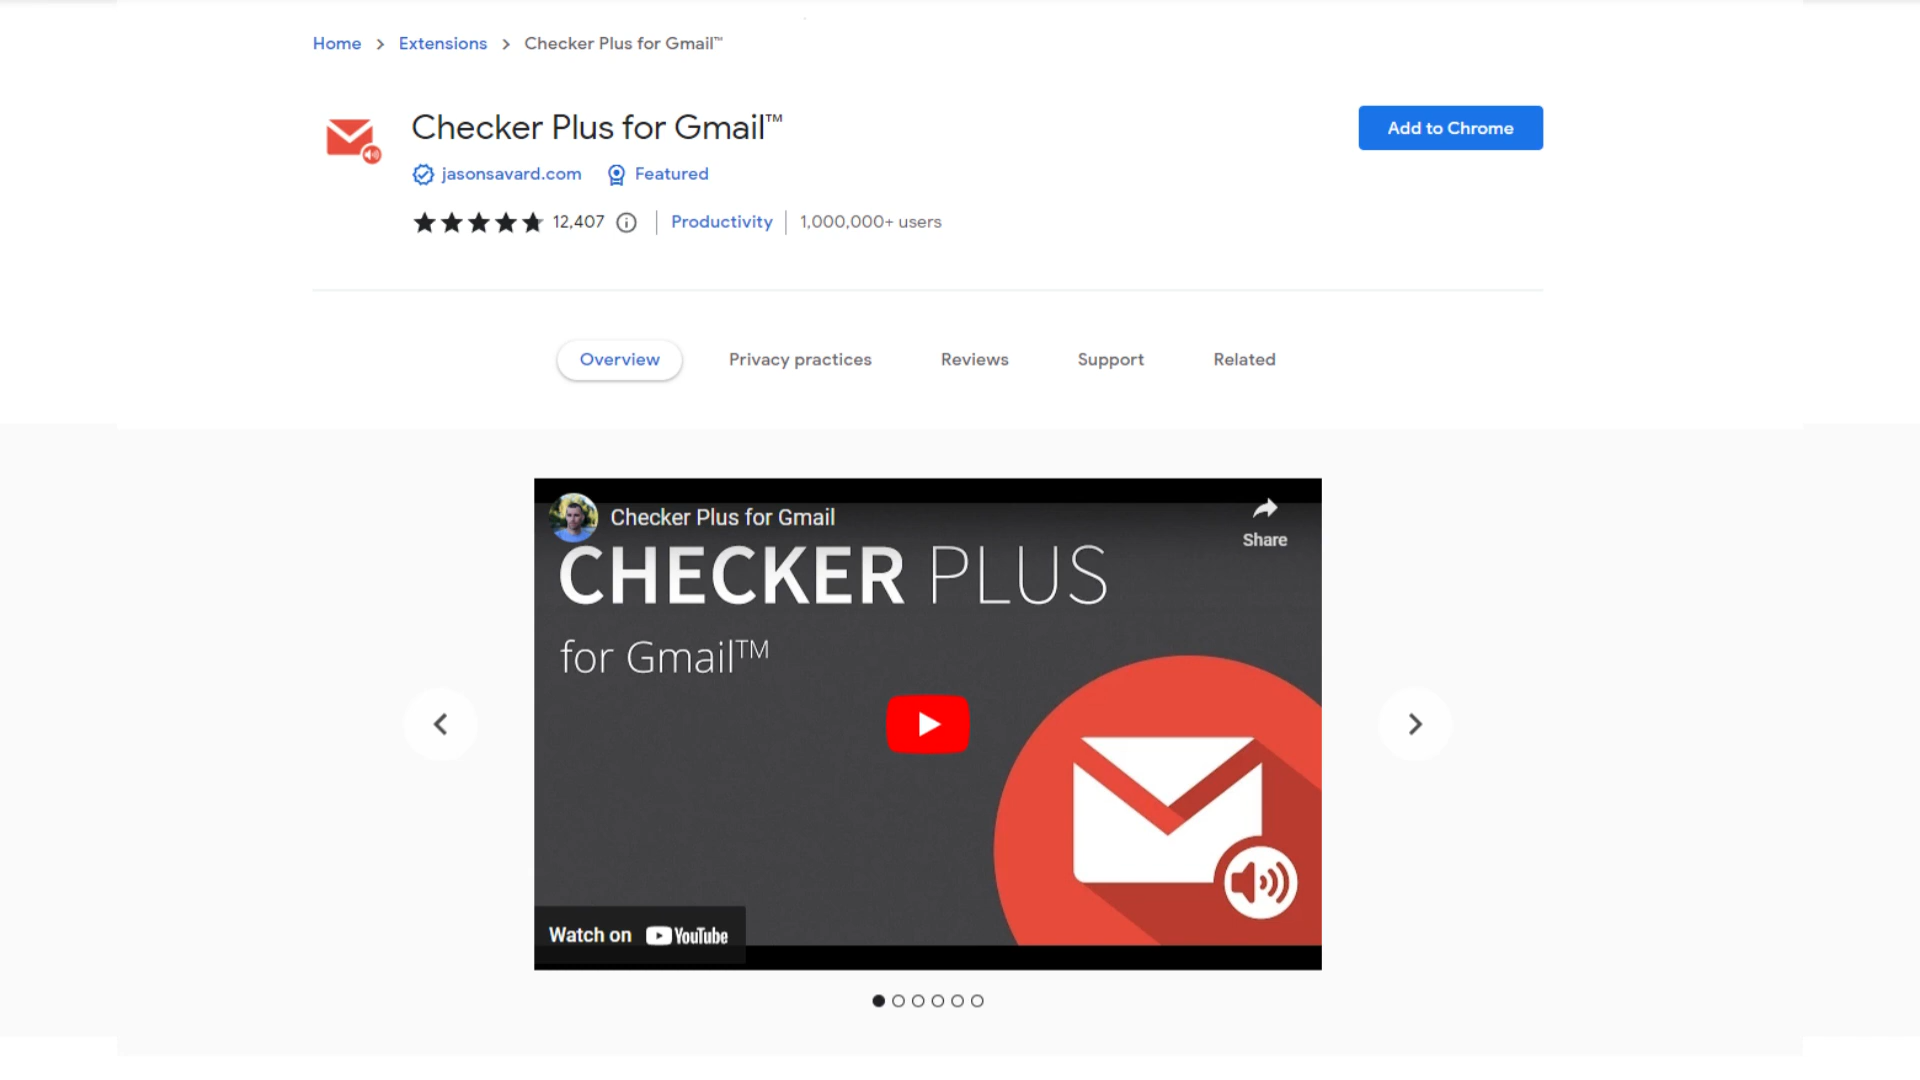 Home > Extensions > Checker Plus for Gmail™
Checker Plus for Gmail™
Add to Chrome
jasonsavard.com Featured
12,407 Productivity 1,000,000+ users
Overview Privacy practices Reviews Support Related
Checker Plus for Gmail
Share
CHECKER PLUS
for Gmail™
Watch on YouTube